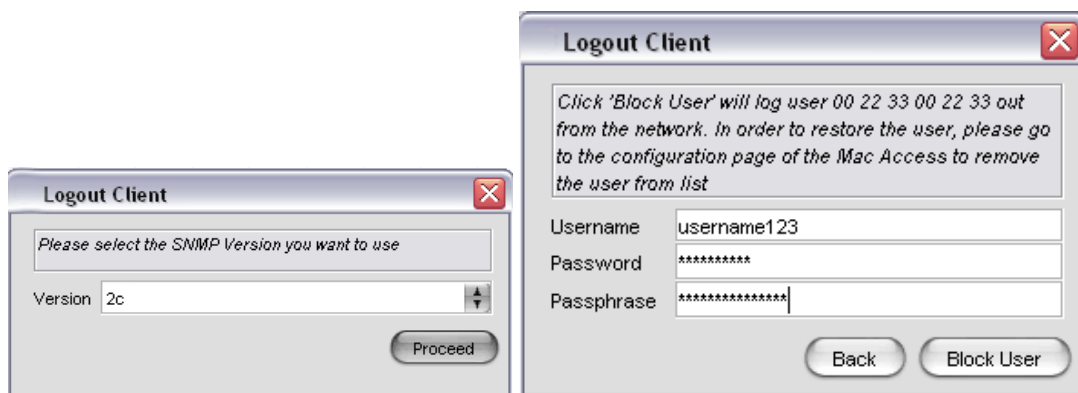 Logout Client
Please select the SNMP Version you want to use
Version 2c
Proceed
Logout Client
Click 'Block User' will log user 00 22 33 00 22 33 out
from the network. In order to restore the user, please go
to the configuration page of the Mac Access to remove
the user from list
Username username123
Password **********
Passphrase ***************
Back Block User